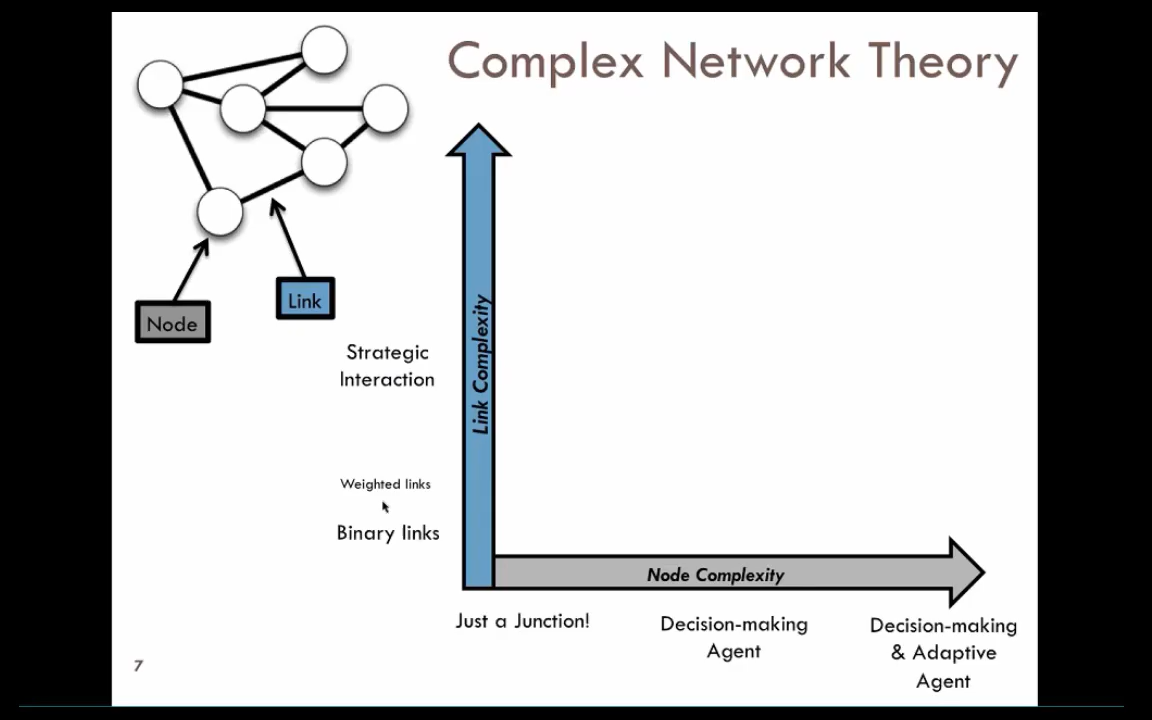 Complex Network Theory
Node
Link
Strategic
Interaction
Link Complexity
Weighted links
Binary links
Node Complexity
Just a Junction!
Decision-making
Agent
Decision-making
& Adaptive
Agent
7